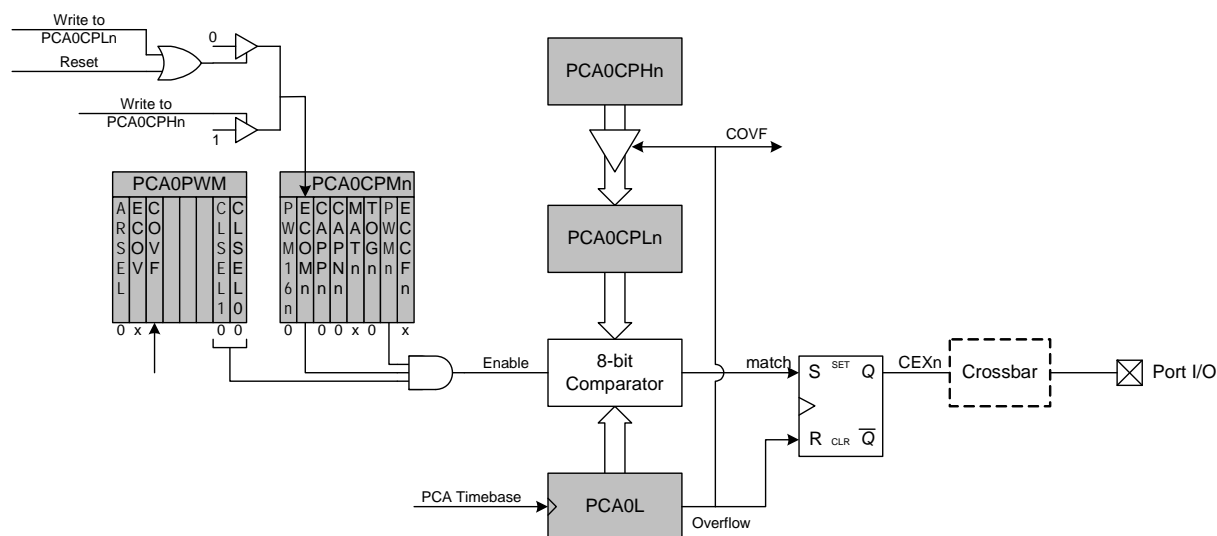 Write to
PCA0CPLn
Reset
0
Write to
PCA0CPHn
1
PCA0CPHn
COVF
PCA0PWM
ARSEL
ECOV
COVF
CLSEL1
CLSEL0
0 x 0 0
PCA0CPMn
PWM16n
ECOMn
CAPPn
CAPNn
MATn
TOGn
PWMn
ECCFn
0 0 0 x 0 x
PCA0CPLn
Enable
8-bit
Comparator
match
S SET Q
R CLR Q̅
CEXn
Crossbar
Port I/O
PCA Timebase
PCA0L
Overflow